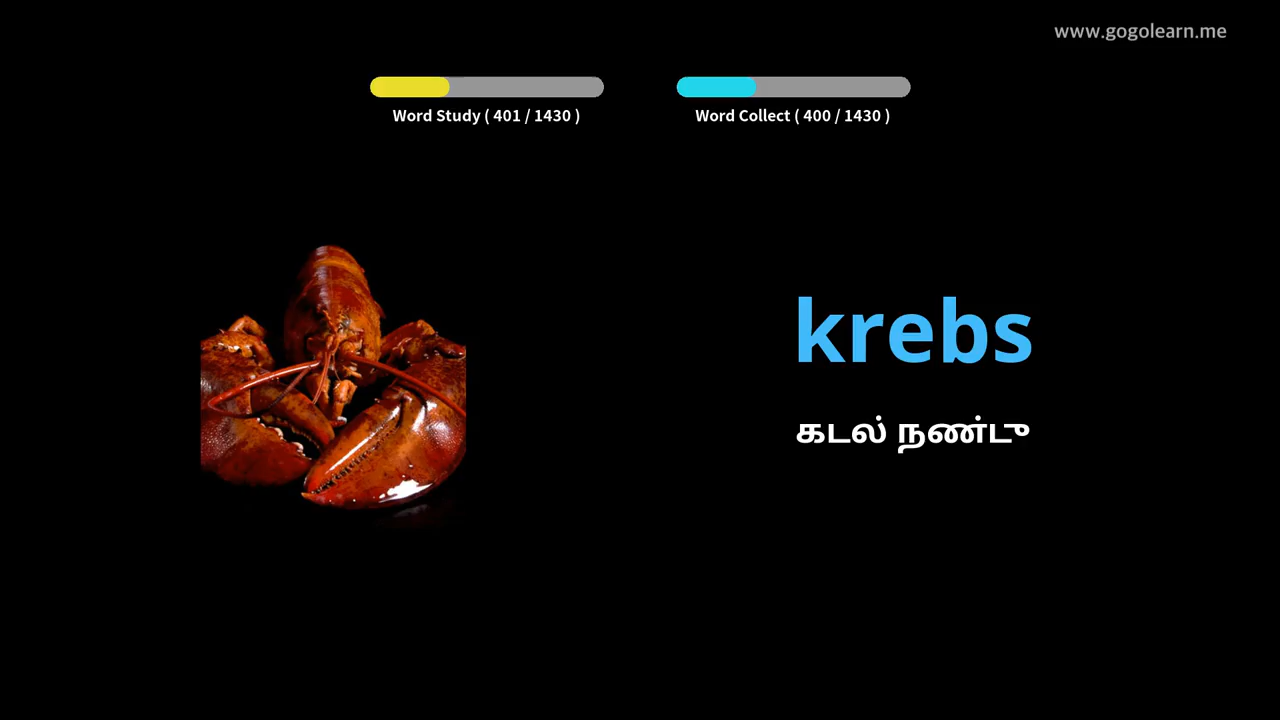 www.gogolearn.me
Word Study ( 401 / 1430 )
Word Collect ( 400 / 1430 )
krebs
கடல் நண்டு